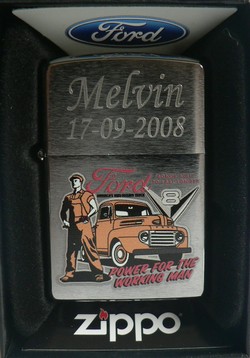 Ford
Melvin
17-09-2008
Ford
V8
POWER FOR THE
WORKING MAN
zippo